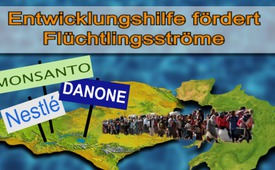 Entwicklungshilfe fördert
Flüchtlingsströme
MONSANTO
Nestlé
DANONE